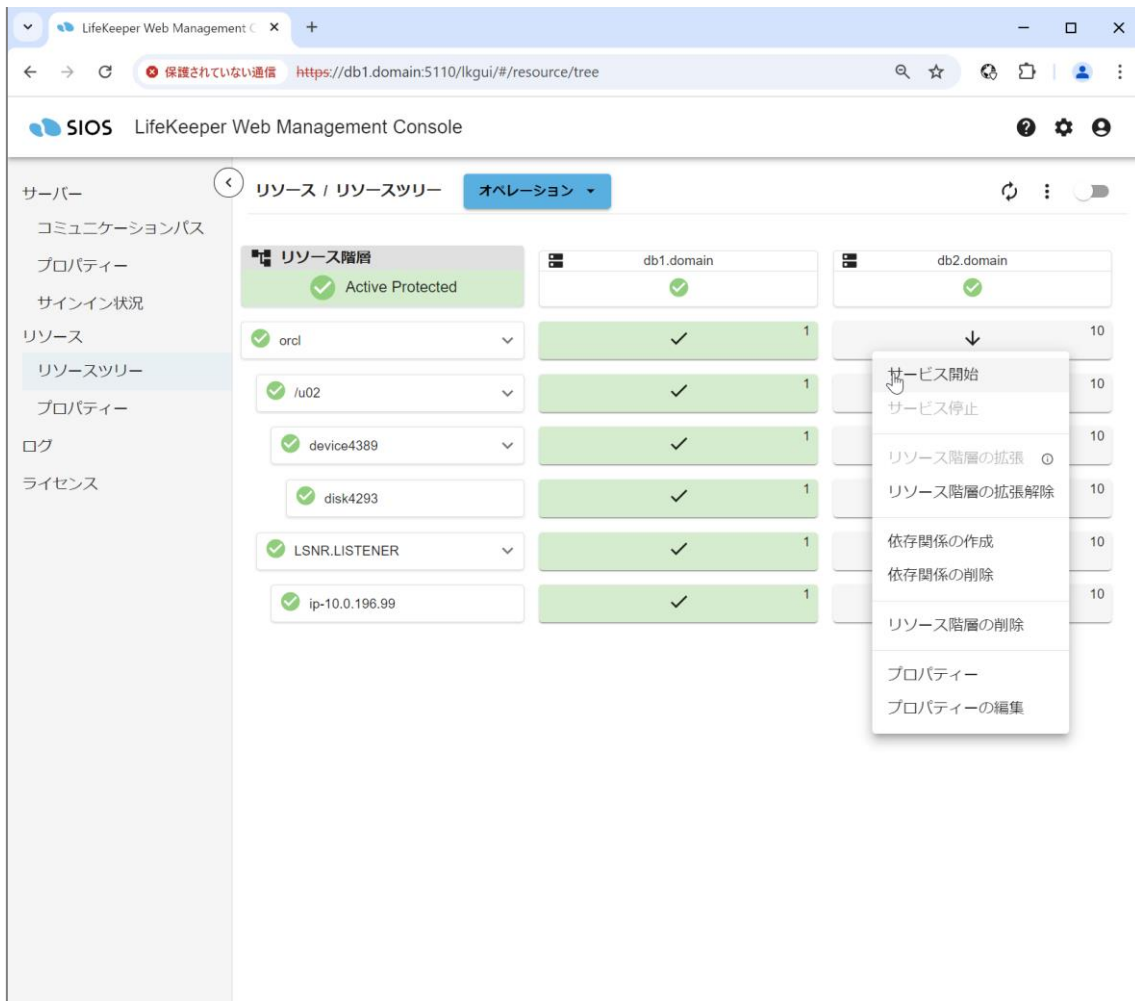 LifeKeeper Web Management C
保護されていない通信 https://db1.domain:5110/lkgui/#/resource/tree
SIOS LifeKeeper Web Management Console
サーバー
コミュニケーションパス
プロパティー
サインイン状況
リソース
リソースツリー
プロパティー
ログ
ライセンス
リソース / リソースツリー オペレーション
リソース階層 db1.domain db2.domain
Active Protected
orcl 1 10
/u02 1 10
device4389 1 10
disk4293 1 10
LSNR.LISTENER 1 10
ip-10.0.196.99 1 10
サービス開始
サービス停止
リソース階層の拡張
リソース階層の拡張解除
依存関係の作成
依存関係の削除
リソース階層の削除
プロパティー
プロパティーの編集